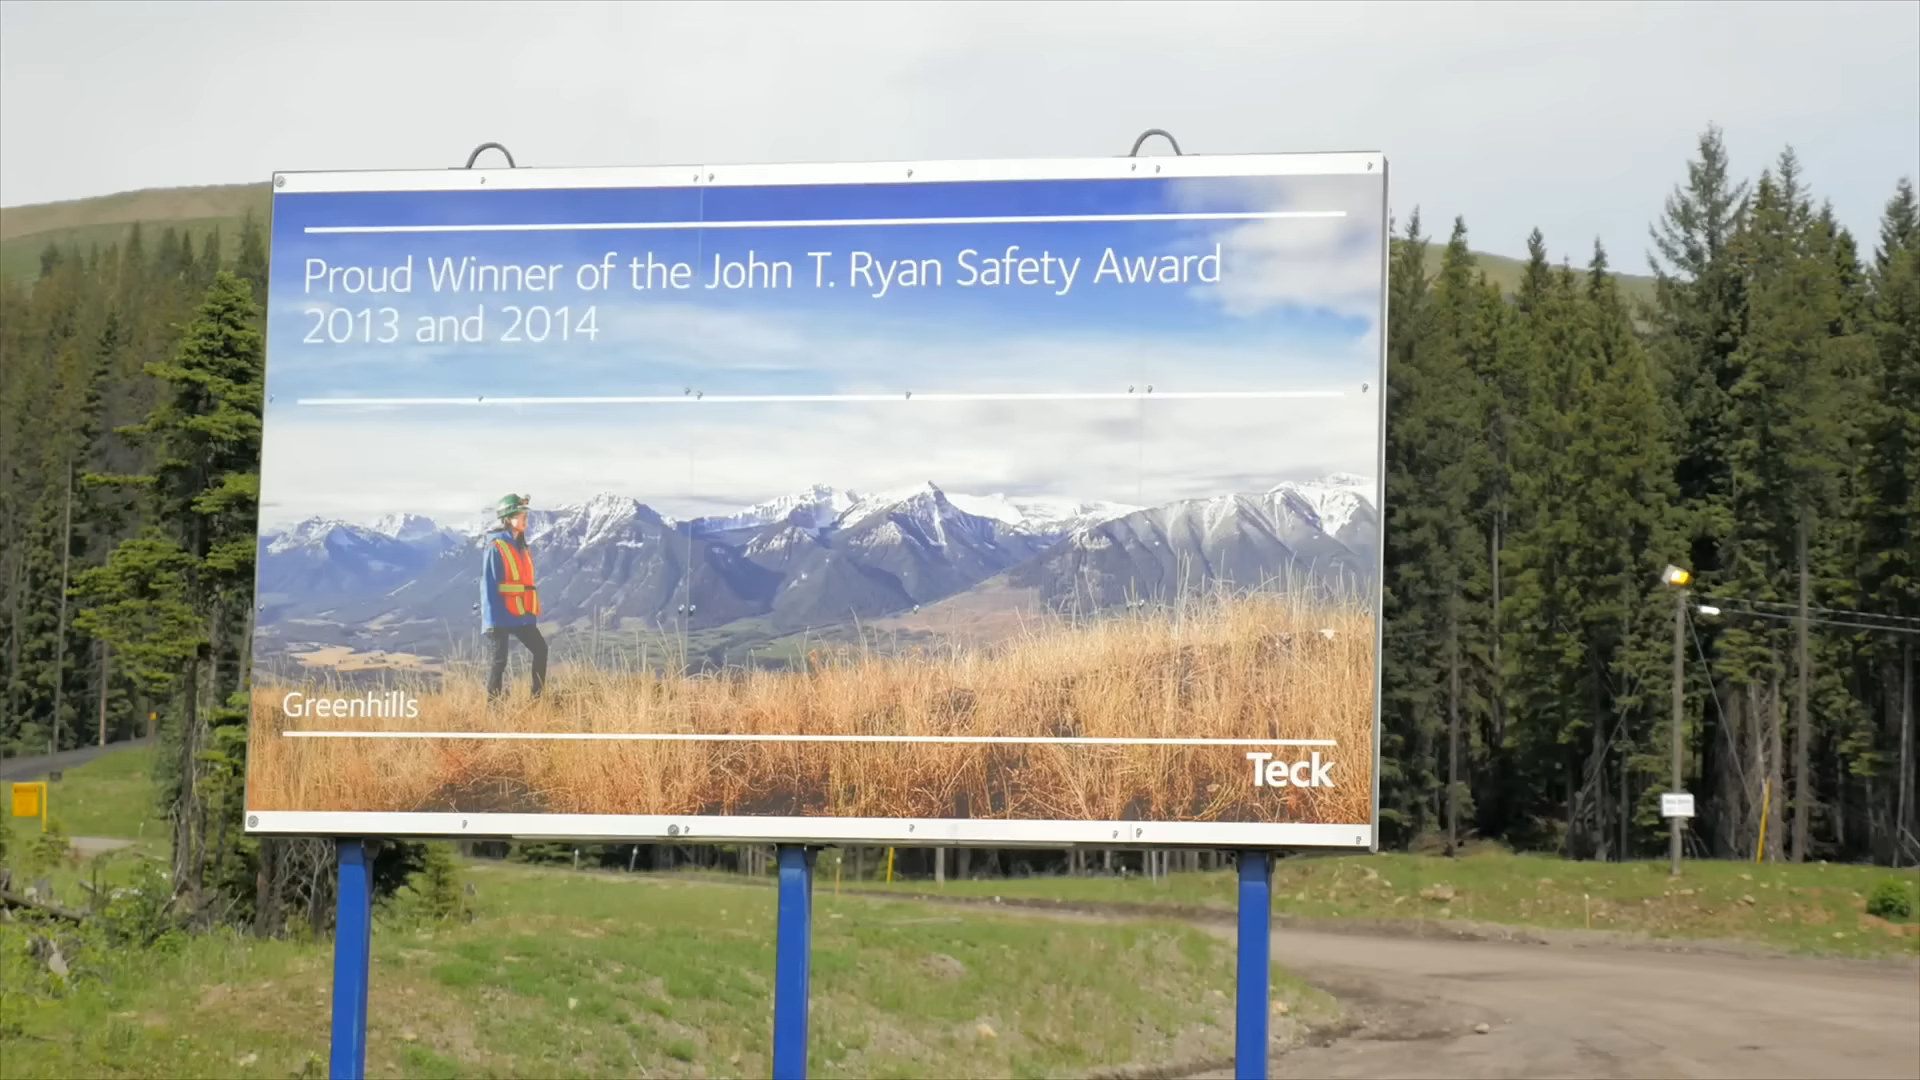 Proud Winner of the John T. Ryan Safety Award
2013 and 2014
Greenhills
Teck